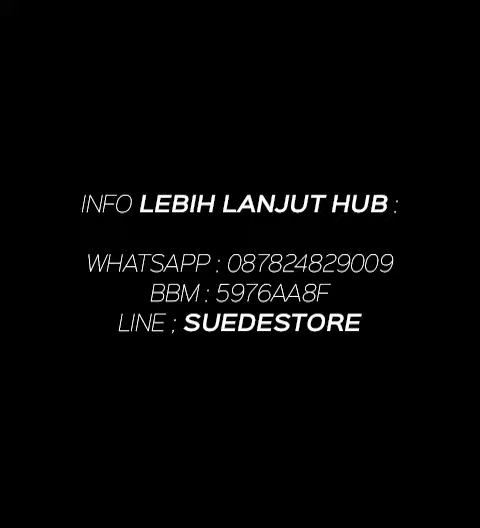 INFO LEBIH LANJUT HUB :
WHATSAPP : 087824829009
BBM : 5976AA8F
LINE ; SUEDESTORE